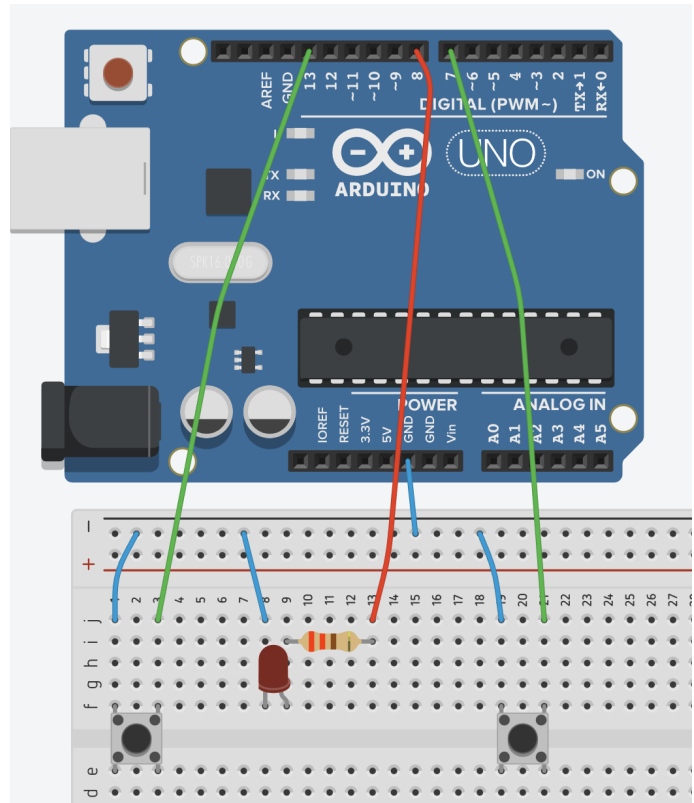 AREF
GND
13
12
~11
~10
~9
8
7
~6
~5
4
~3
2
TX→1
RX←0
DIGITAL (PWM~)
L
TX
RX
ARDUINO
UNO
ON
POWER
ANALOG IN
IOREF
RESET
3.3V
5V
GND
GND
Vin
A0
A1
A2
A3
A4
A5
−
+
1 2 3 4 5 6 7 8 9 10 11 12 13 14 15 16 17 18 19 20 21 22 23 24 25 26 27
j
i
h
g
f
e
d